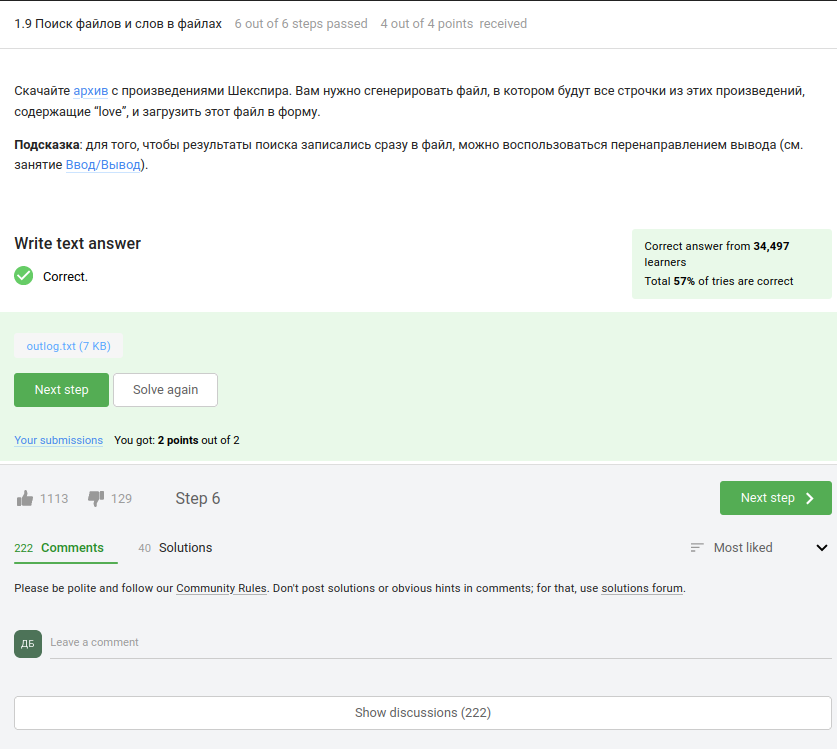 1.9 Поиск файлов и слов в файлах 6 out of 6 steps passed 4 out of 4 points received
Скачайте архив с произведениями Шекспира. Вам нужно сгенерировать файл, в котором будут все строчки из этих произведений,
содержащие “love”, и загрузить этот файл в форму.
Подсказка: для того, чтобы результаты поиска записались сразу в файл, можно воспользоваться перенаправлением вывода (см.
занятие Ввод/Вывод).
Write text answer
Correct.
Correct answer from 34,497
learners
Total 57% of tries are correct
outlog.txt (7 KB)
Next step Solve again
Your submissions You got: 2 points out of 2
1113 129 Step 6 Next step
222 Comments 40 Solutions Most liked
Please be polite and follow our Community Rules. Don't post solutions or obvious hints in comments; for that, use solutions forum.
ДБ Leave a comment
Show discussions (222)